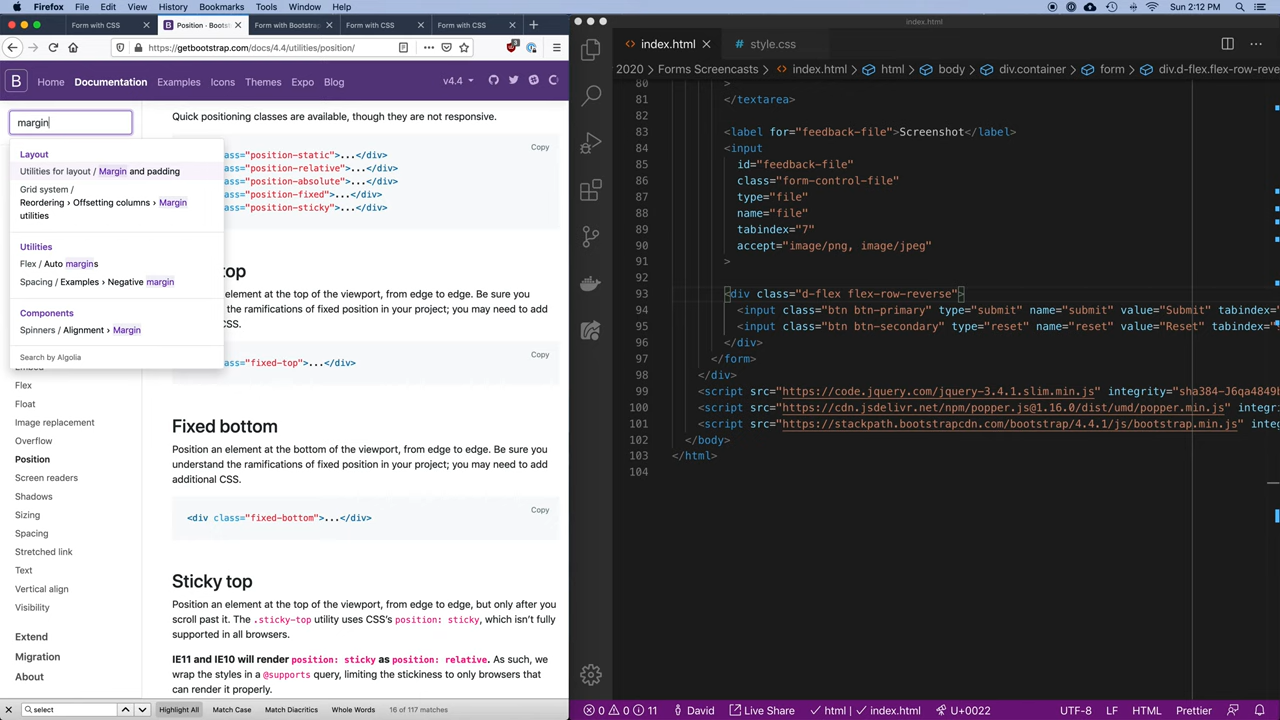 Firefox File Edit View History Bookmarks Tools Window Help
Sun 2:12 PM
Form with CSS
Position · Bootst
Form with Bootstrap
Form with CSS
Form with CSS
https://getbootstrap.com/docs/4.4/utilities/position/
B Home Documentation Examples Icons Themes Expo Blog v4.4
margin
Layout
Utilities for layout / Margin and padding
Grid system /
Reordering › Offsetting columns › Margin
utilities
Utilities
Flex / Auto margins
Spacing / Examples › Negative margin
Components
Spinners / Alignment › Margin
Search by Algolia
Flex
Float
Image replacement
Overflow
Position
Screen readers
Shadows
Sizing
Spacing
Stretched link
Text
Vertical align
Visibility
Extend
Migration
About
Quick positioning classes are available, though they are not responsive.
Copy
ass="position-static">...</div>
ass="position-relative">...</div>
ass="position-absolute">...</div>
ass="position-fixed">...</div>
ass="position-sticky">...</div>
top
element at the top of the viewport, from edge to edge. Be sure you
the ramifications of fixed position in your project; you may need to add
CSS.
Copy
ass="fixed-top">...</div>
Fixed bottom
Position an element at the bottom of the viewport, from edge to edge. Be sure you
understand the ramifications of fixed position in your project; you may need to add
additional CSS.
Copy
<div class="fixed-bottom">...</div>
Sticky top
Position an element at the top of the viewport, from edge to edge, but only after you
scroll past it. The .sticky-top utility uses CSS's position: sticky, which isn't fully
supported in all browsers.
IE11 and IE10 will render position: sticky as position: relative. As such, we
wrap the styles in a @supports query, limiting the stickiness to only browsers that
can render it properly.
select Highlight All Match Case Match Diacritics Whole Words 16 of 117 matches
index.html
index.html style.css
2020 › Forms Screencasts › index.html › html › body › div.container › form › div.d-flex.flex-row-reve
80 >
81 </textarea>
82
83 <label for="feedback-file">Screenshot</label>
84 <input
85 id="feedback-file"
86 class="form-control-file"
87 type="file"
88 name="file"
89 tabindex="7"
90 accept="image/png, image/jpeg"
91 >
92
93 <div class="d-flex flex-row-reverse">
94 <input class="btn btn-primary" type="submit" name="submit" value="Submit" tabindex=
95 <input class="btn btn-secondary" type="reset" name="reset" value="Reset" tabindex="
96 </div>
97 </form>
98 </div>
99 <script src="https://code.jquery.com/jquery-3.4.1.slim.min.js" integrity="sha384-J6qa4849b
100 <script src="https://cdn.jsdelivr.net/npm/popper.js@1.16.0/dist/umd/popper.min.js" integri
101 <script src="https://stackpath.bootstrapcdn.com/bootstrap/4.4.1/js/bootstrap.min.js" integ
102 </body>
103 </html>
104
0 0 11 David Live Share html | index.html U+0022 UTF-8 LF HTML Prettier